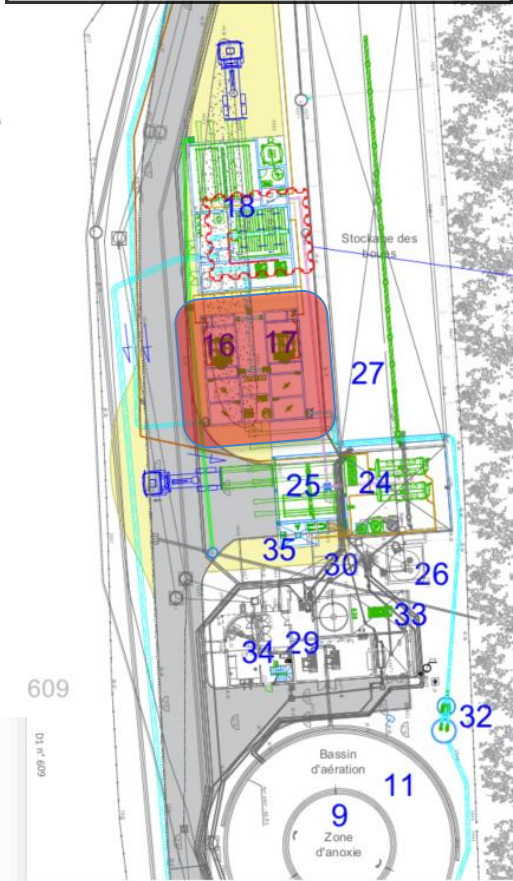 18
Stockage des
boues
16
17
27
25
24
35
30
26
33
29
34
609
32
D1 n° 609
Bassin
d'aération
11
9
Zone
d'anoxie